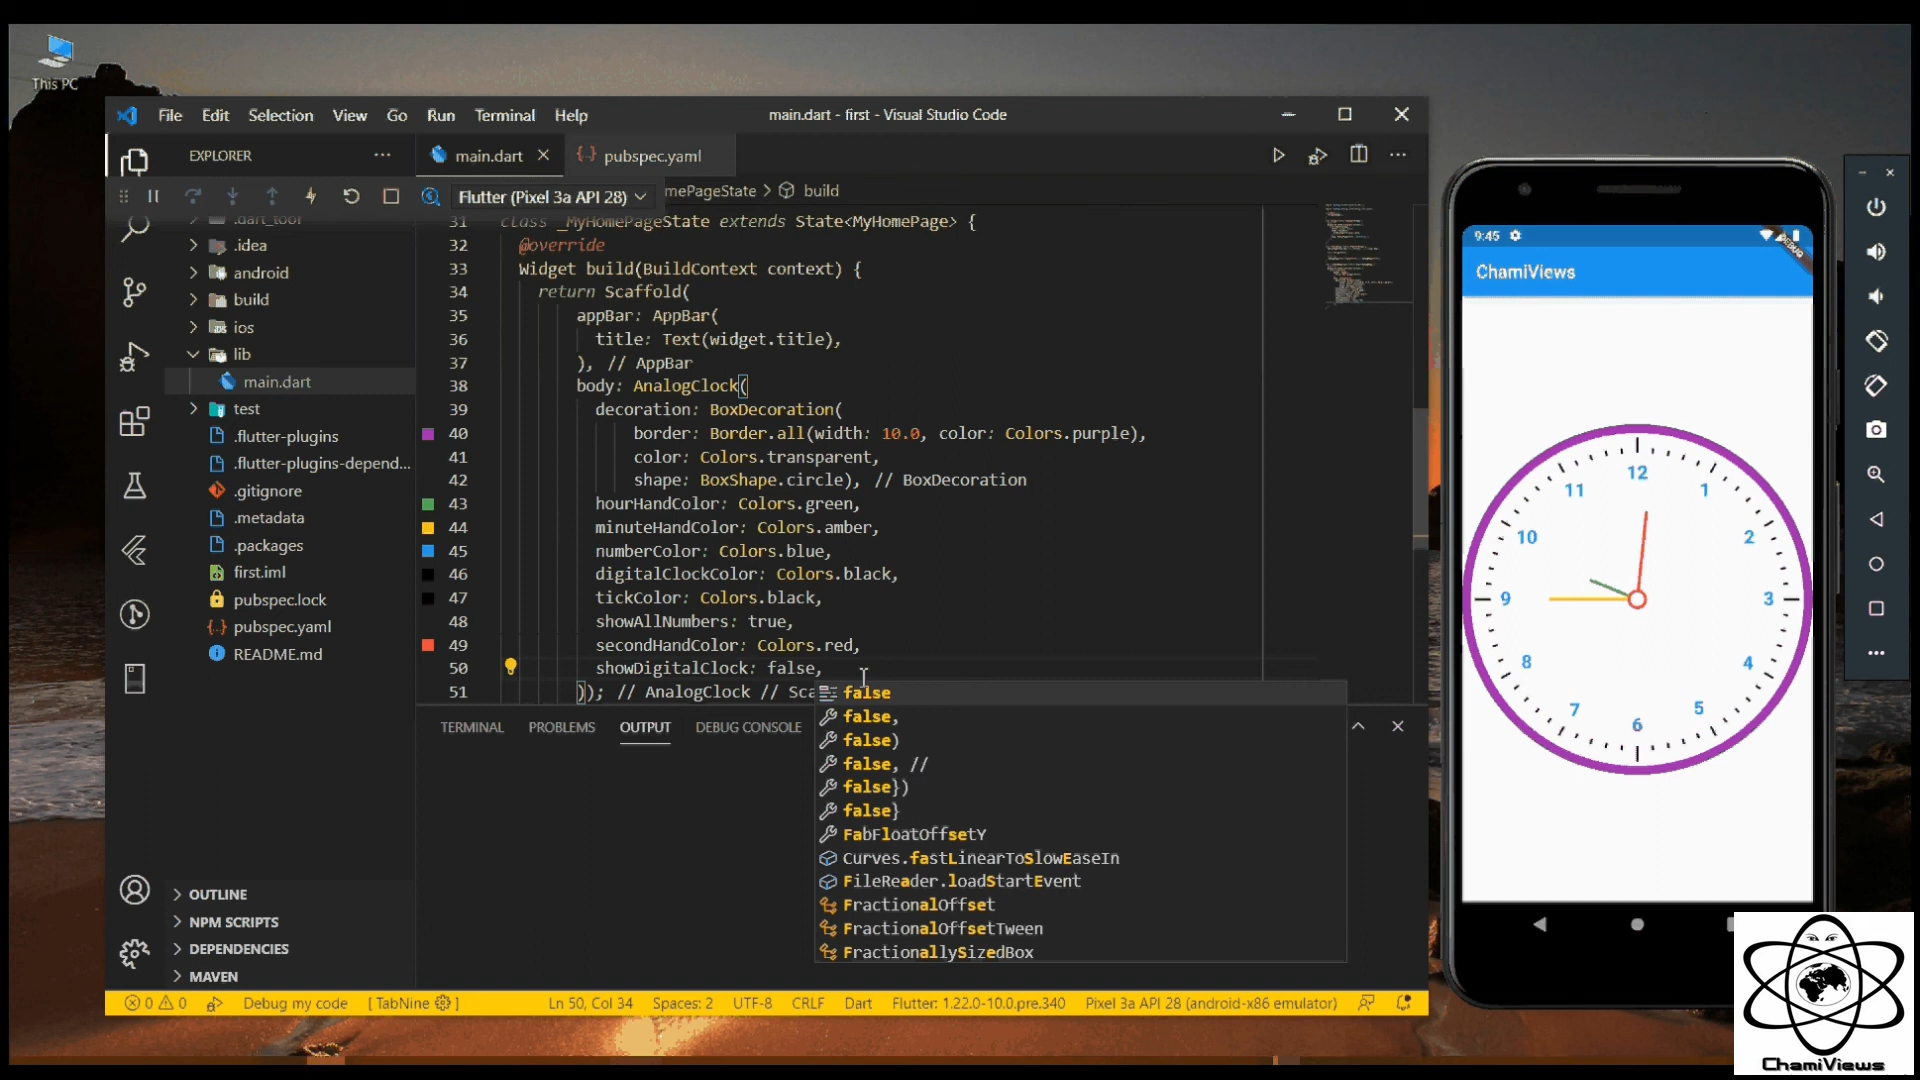 This PC
File Edit Selection View Go Run Terminal Help
main.dart - first - Visual Studio Code
EXPLORER
main.dart
pubspec.yaml
Flutter (Pixel 3a API 28)
mePageState > build
.dart_tool
.idea
android
build
ios
lib
main.dart
test
.flutter-plugins
.flutter-plugins-depend...
.gitignore
.metadata
.packages
first.iml
pubspec.lock
pubspec.yaml
README.md
OUTLINE
NPM SCRIPTS
DEPENDENCIES
MAVEN
31 class _MyHomePageState extends State<MyHomePage> {
32 @override
33 Widget build(BuildContext context) {
34 return Scaffold(
35 appBar: AppBar(
36 title: Text(widget.title),
37 ), // AppBar
38 body: AnalogClock(
39 decoration: BoxDecoration(
40 border: Border.all(width: 10.0, color: Colors.purple),
41 color: Colors.transparent,
42 shape: BoxShape.circle), // BoxDecoration
43 hourHandColor: Colors.green,
44 minuteHandColor: Colors.amber,
45 numberColor: Colors.blue,
46 digitalClockColor: Colors.black,
47 tickColor: Colors.black,
48 showAllNumbers: true,
49 secondHandColor: Colors.red,
50 showDigitalClock: false,
51 )); // AnalogClock // Sca
false
false,
false)
false, //
false})
false}
FabFloatOffsetY
Curves.fastLinearToSlowEaseIn
FileReader.loadStartEvent
FractionalOffset
FractionalOffsetTween
FractionallySizedBox
TERMINAL PROBLEMS OUTPUT DEBUG CONSOLE
0 0 Debug my code [ TabNine ] Ln 50, Col 34 Spaces: 2 UTF-8 CRLF Dart Flutter: 1.22.0-10.0.pre.340 Pixel 3a API 28 (android-x86 emulator)
9:45
DEBUG
ChamiViews
12
11 1
10 2
9 3
8 4
7 5
6
ChamiViews